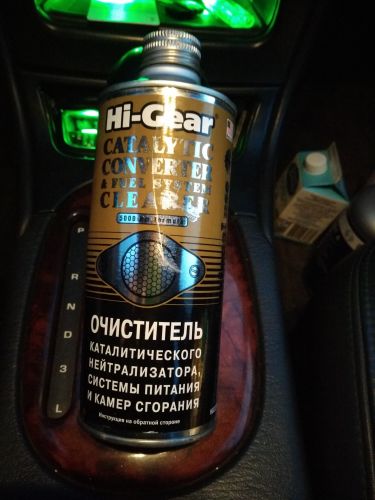 Hi-Gear
CATALYTIC
CONVERTER
& FUEL SYSTEM
CLEANER
ОЧИСТИТЕЛЬ
КАТАЛИТИЧЕСКОГО
НЕЙТРАЛИЗАТОРА,
СИСТЕМЫ ПИТАНИЯ
И КАМЕР СГОРАНИЯ
Инструкция на обратной стороне
P
R
N
D
3
L